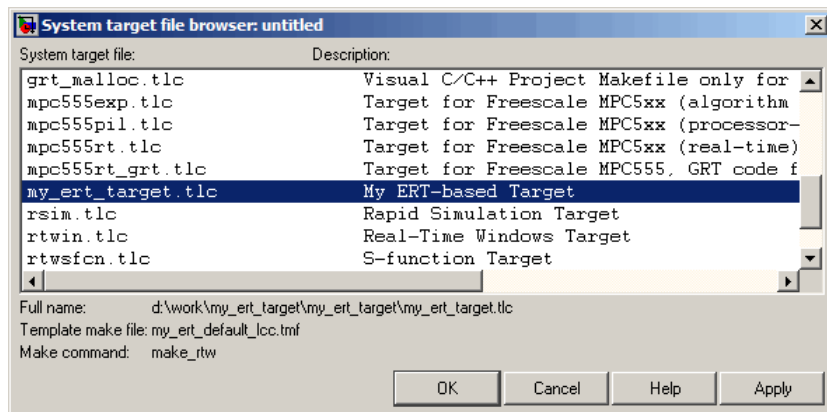 System target file browser: untitled
System target file: Description:
grt_malloc.tlc Visual C/C++ Project Makefile only for
mpc555exp.tlc Target for Freescale MPC5xx (algorithm
mpc555pil.tlc Target for Freescale MPC5xx (processor-
mpc555rt.tlc Target for Freescale MPC5xx (real-time)
mpc555rt_grt.tlc Target for Freescale MPC555, GRT code f
my_ert_target.tlc My ERT-based Target
rsim.tlc Rapid Simulation Target
rtwin.tlc Real-Time Windows Target
rtwsfcn.tlc S-function Target
Full name: d:\work\my_ert_target\my_ert_target\my_ert_target.tlc
Template make file: my_ert_default_lcc.tmf
Make command: make_rtw
OK Cancel Help Apply